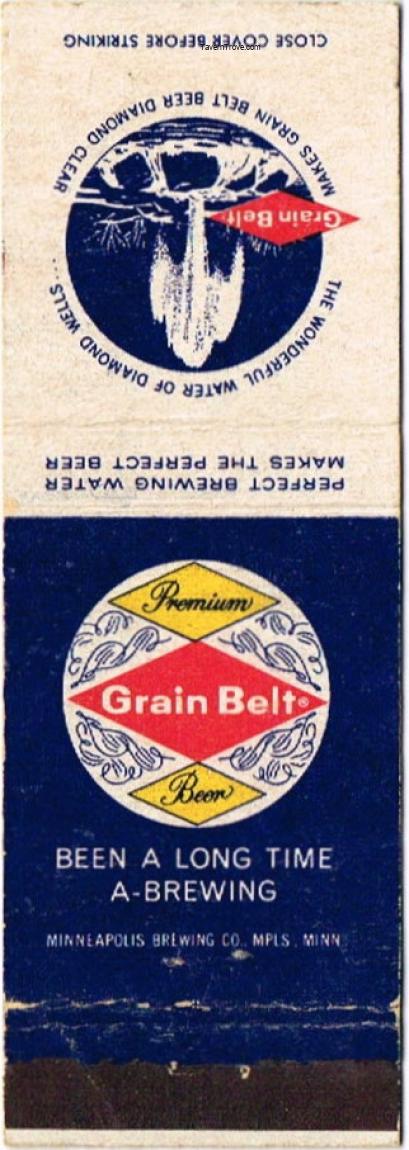 CLOSE COVER BEFORE STRIKING
TavernTrove.com
THE WONDERFUL WATER OF DIAMOND WELLS...
MAKES GRAIN BELT BEER DIAMOND CLEAR
Grain Belt
PERFECT BREWING WATER
MAKES THE PERFECT BEER
Premium
Grain Belt®
Beer
BEEN A LONG TIME
A-BREWING
MINNEAPOLIS BREWING CO., MPLS., MINN.